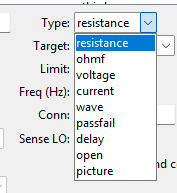 Type: resistance
resistance
Target:
ohmf
voltage
Limit:
current
Freq (Hz):
wave
passfail
Conn:
delay
Sense LO:
open
picture